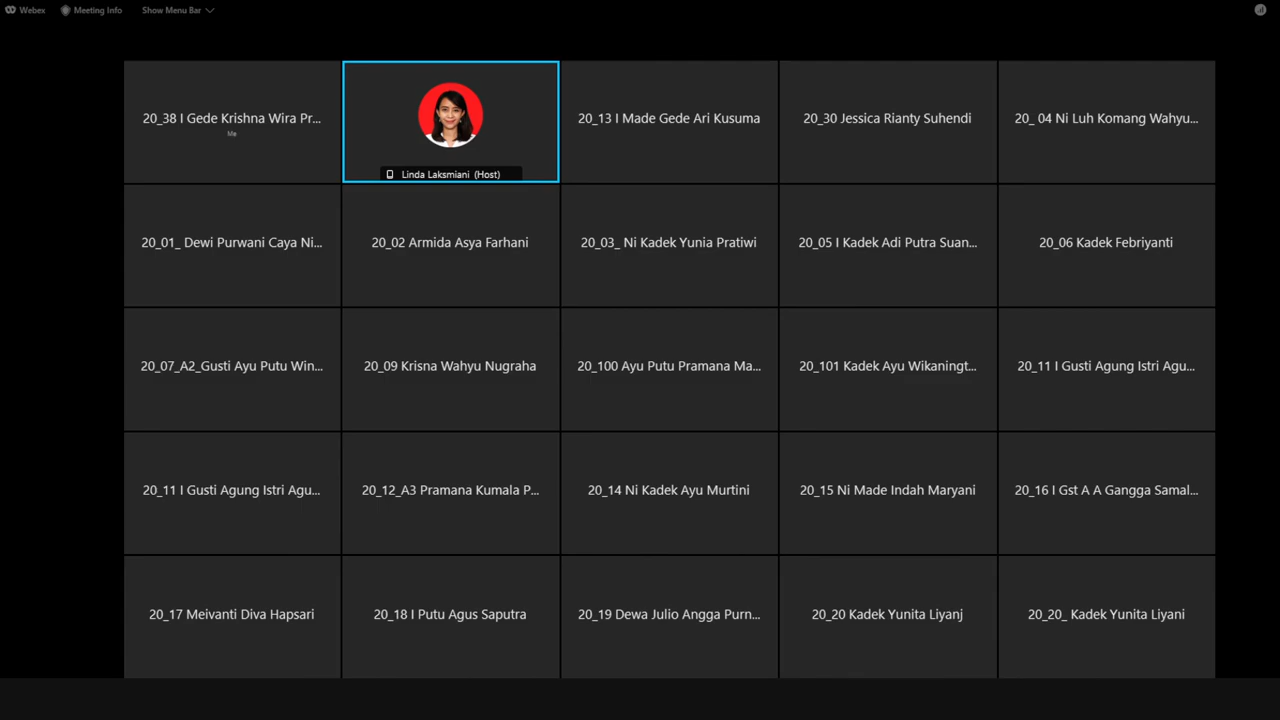 Webex Meeting Info Show Menu Bar
20_38 I Gede Krishna Wira Pr...
Me
Linda Laksmiani (Host)
20_13 I Made Gede Ari Kusuma
20_30 Jessica Rianty Suhendi
20_ 04 Ni Luh Komang Wahyu...
20_01_ Dewi Purwani Caya Ni...
20_02 Armida Asya Farhani
20_03_ Ni Kadek Yunia Pratiwi
20_05 I Kadek Adi Putra Suan...
20_06 Kadek Febriyanti
20_07_A2_Gusti Ayu Putu Win...
20_09 Krisna Wahyu Nugraha
20_100 Ayu Putu Pramana Ma...
20_101 Kadek Ayu Wikaningt...
20_11 I Gusti Agung Istri Agu...
20_11 I Gusti Agung Istri Agu...
20_12_A3 Pramana Kumala P...
20_14 Ni Kadek Ayu Murtini
20_15 Ni Made Indah Maryani
20_16 I Gst A A Gangga Samal...
20_17 Meivanti Diva Hapsari
20_18 I Putu Agus Saputra
20_19 Dewa Julio Angga Purn...
20_20 Kadek Yunita Liyanj
20_20_ Kadek Yunita Liyani